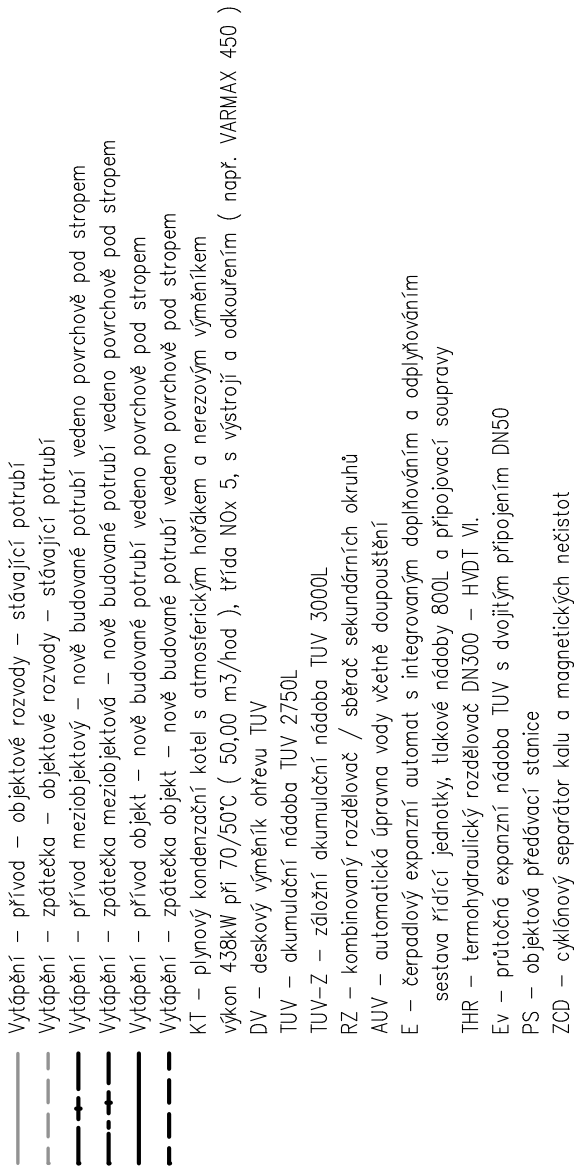 Vytápění – přívod – objektové rozvody – stávající potrubí
Vytápění – zpátečka – objektové rozvody – stávající potrubí
Vytápění – přívod meziobjektový – nově budované potrubí vedeno povrchově pod stropem
Vytápění – zpátečka meziobjektová – nově budované potrubí vedeno povrchově pod stropem
Vytápění – přívod objekt – nově budované potrubí vedeno povrchově pod stropem
Vytápění – zpátečka objekt – nově budované potrubí vedeno povrchově pod stropem
KT – plynový kondenzační kotel s atmosferickým hořákem a nerezovým výměníkem
výkon 438kW při 70/50°C ( 50,00 m3/hod ), třída NOx 5, s výstrojí a odkouřením ( např. VARMAX 450 )
DV – deskový výměník ohřevu TUV
TUV – akumulační nádoba TUV 2750L
TUV–Z – záložní akumulační nádoba TUV 3000L
RZ – kombinovaný rozdělovač / sběrač sekundárních okruhů
AUV – automatická úpravna vody včetně doupouštění
E – čerpadlový expanzní automat s integrovaným doplňováním a odplyňováním
sestava řídící jednotky, tlakové nádoby 800L a připojovací soupravy
THR – termohydraulický rozdělovač DN300 – HVDT VI.
Ev – průtočná expanzní nádoba TUV s dvojitým připojením DN50
PS – objektová předávací stanice
ZCD – cyklónový separátor kalu a magnetických nečistot